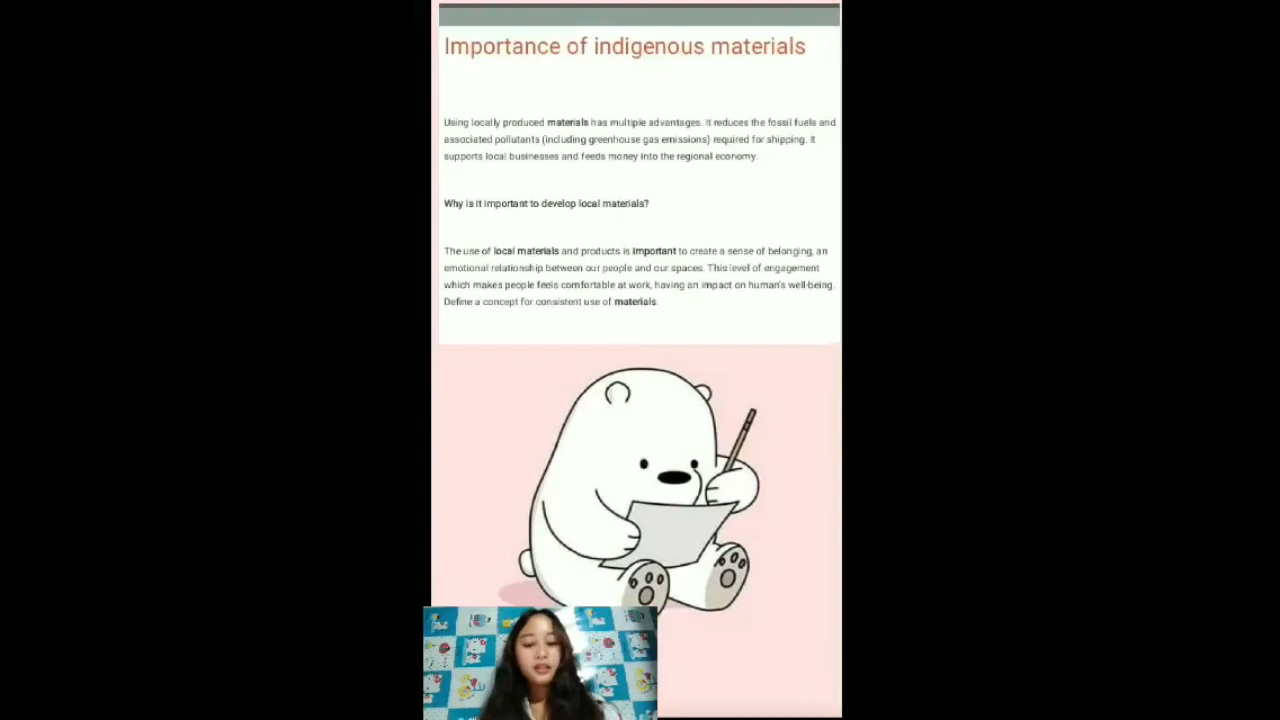 Importance of indigenous materials
Using locally produced materials has multiple advantages. It reduces the fossil fuels and
associated pollutants (including greenhouse gas emissions) required for shipping. It
supports local businesses and feeds money into the regional economy.
Why is it important to develop local materials?
The use of local materials and products is important to create a sense of belonging, an
emotional relationship between our people and our spaces. This level of engagement
which makes people feels comfortable at work, having an impact on human's well-being.
Define a concept for consistent use of materials.